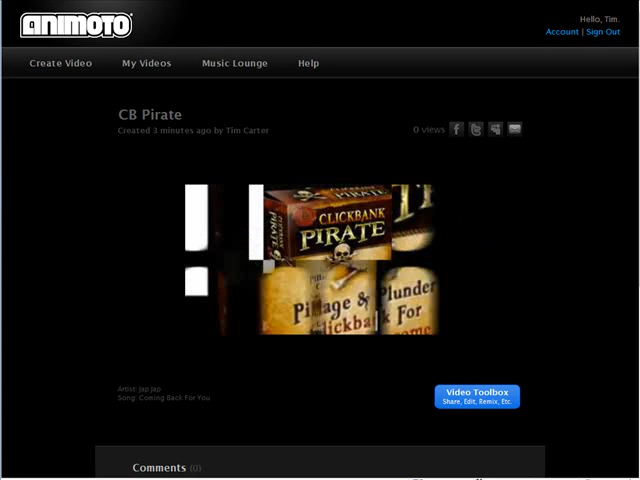 ANIMOTO
Hello, Tim.
Account | Sign Out
Create Video My Videos Music Lounge Help
CB Pirate
Created 3 minutes ago by Tim Carter
0 views
CLICKBANK
PIRATE
& Plunder
For
Artist: Jap Jap
Song: Coming Back For You
Video Toolbox
Share, Edit, Remix, Etc.
Comments (0)